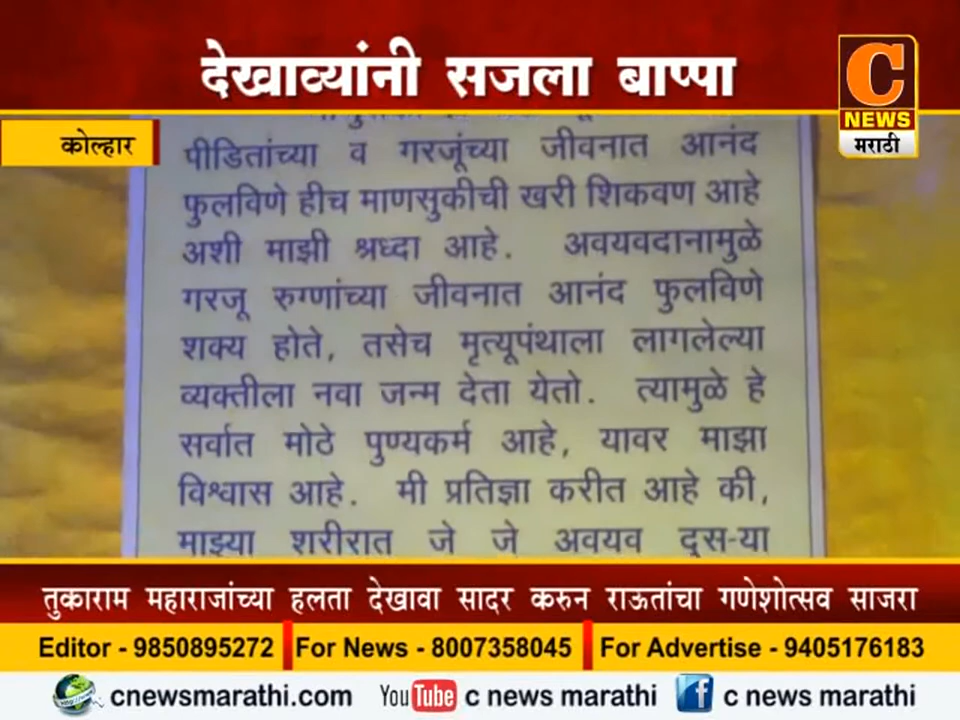 देखाव्यांनी सजला बाप्पा
C
NEWS
मराठी
कोल्हार
पीडितांच्या व गरजूंच्या जीवनात आनंद
फुलविणे हीच माणसुकीची खरी शिकवण आहे
अशी माझी श्रध्दा आहे. अवयवदानामुळे
गरजू रुग्णांच्या जीवनात आनंद फुलविणे
शक्य होते, तसेच मृत्यूपंथाला लागलेल्या
व्यक्तीला नवा जन्म देता येतो. त्यामुळे हे
सर्वात मोठे पुण्यकर्म आहे, यावर माझा
विश्वास आहे. मी प्रतिज्ञा करीत आहे की,
माझ्या शरीरात जे जे अवयव दुस-या
तुकाराम महाराजांच्या हलता देखावा सादर करुन राऊतांचा गणेशोत्सव साजरा
Editor - 9850895272 For News - 8007358045 For Advertise - 9405176183
cnewsmarathi.com YouTube c news marathi f c news marathi